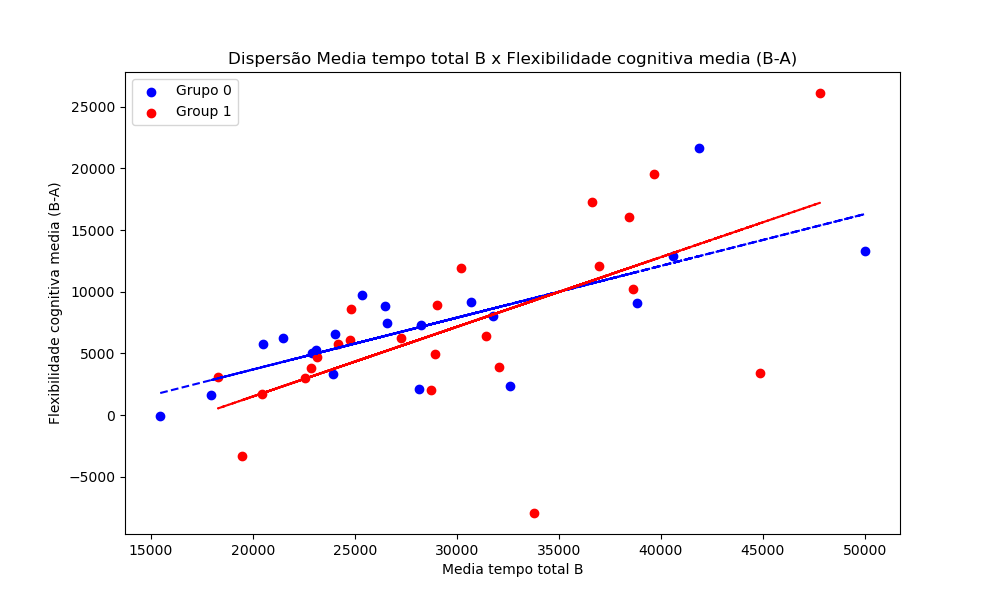 Dispersão Media tempo total B x Flexibilidade cognitiva media (B-A)
Grupo 0
Group 1
25000
20000
15000
10000
5000
0
−5000
Flexibilidade cognitiva media (B-A)
15000 20000 25000 30000 35000 40000 45000 50000
Media tempo total B